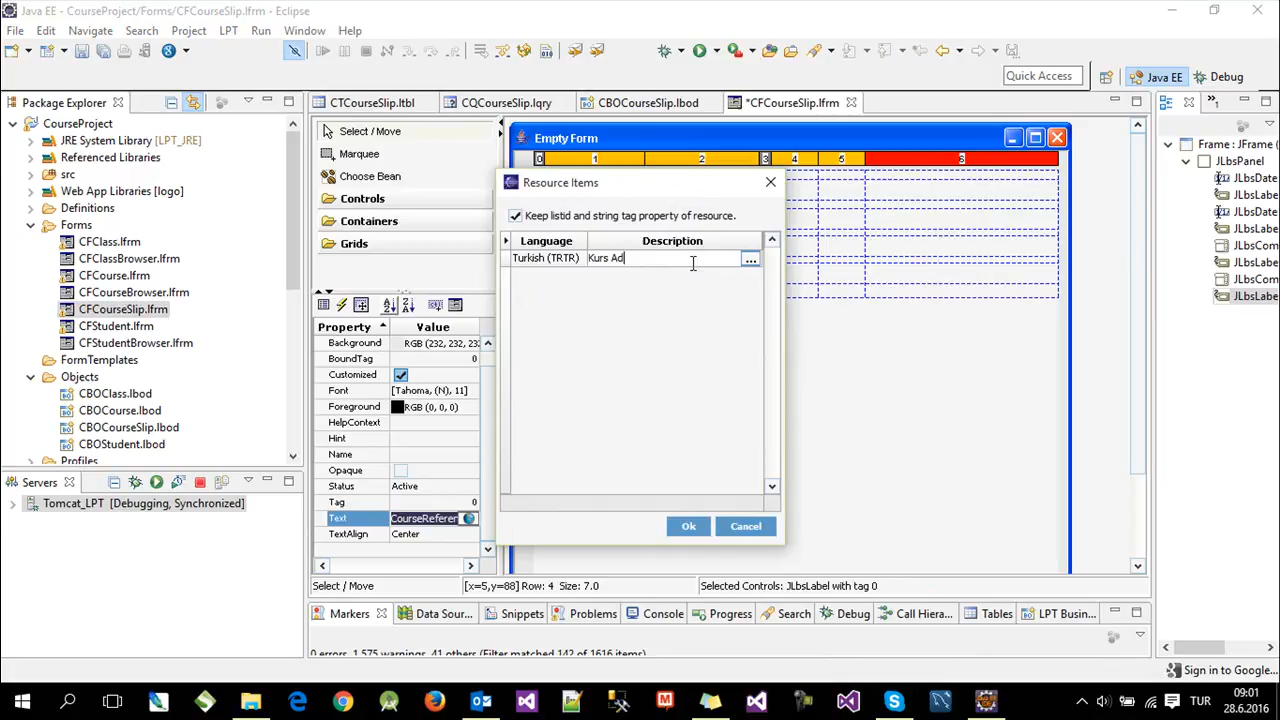 Java EE — CourseProject/Forms/CFCourseSlip.lfrm - Eclipse
File Edit Navigate Search Project LPT Run Window Help
Quick Access
Java EE
Debug
Package Explorer
CourseProject
JRE System Library [LPT_JRE]
Referenced Libraries
src
Web App Libraries [logo]
Definitions
Forms
CFClass.lfrm
CFClassBrowser.lfrm
CFCourse.lfrm
CFCourseBrowser.lfrm
CFCourseSlip.lfrm
CFStudent.lfrm
CFStudentBrowser.lfrm
FormTemplates
Objects
CBOClass.lbod
CBOCourse.lbod
CBOCourseSlip.lbod
CBOStudent.lbod
Profiles
Servers
Tomcat_LPT [Debugging, Synchronized]
CTCourseSlip.ltbl
CQCourseSlip.lqry
CBOCourseSlip.lbod
*CFCourseSlip.lfrm
Select / Move
Marquee
Choose Bean
Controls
Containers
Grids
Property Value
Background RGB (232, 232, 232
BoundTag 0
Customized
Font [Tahoma, (N), 11]
Foreground RGB (0, 0, 0)
HelpContext
Hint
Name
Opaque
Status Active
Tag 0
Text CourseReferen
TextAlign Center
Empty Form
0 1 2 3 4 5 6
Resource Items
Keep listid and string tag property of resource.
Language Description
Turkish (TRTR) Kurs Ad ...
Ok Cancel
Select / Move [x=5,y=88] Row: 4 Size: 7.0 Selected Controls: JLbsLabel with tag 0
Markers Data Sour... Snippets Problems Console Progress Search Debug Call Hiera... Tables LPT Busin...
0 errors, 1.575 warnings, 41 others (Filter matched 142 of 1616 items)
Frame : JFrame (
JLbsPanel
JLbsDate
JLbsLabe
JLbsDate
JLbsLabe
JLbsCom
JLbsLabe
JLbsCom
JLbsLabe
Sign in to Google...
TUR
09:01
28.6.2016